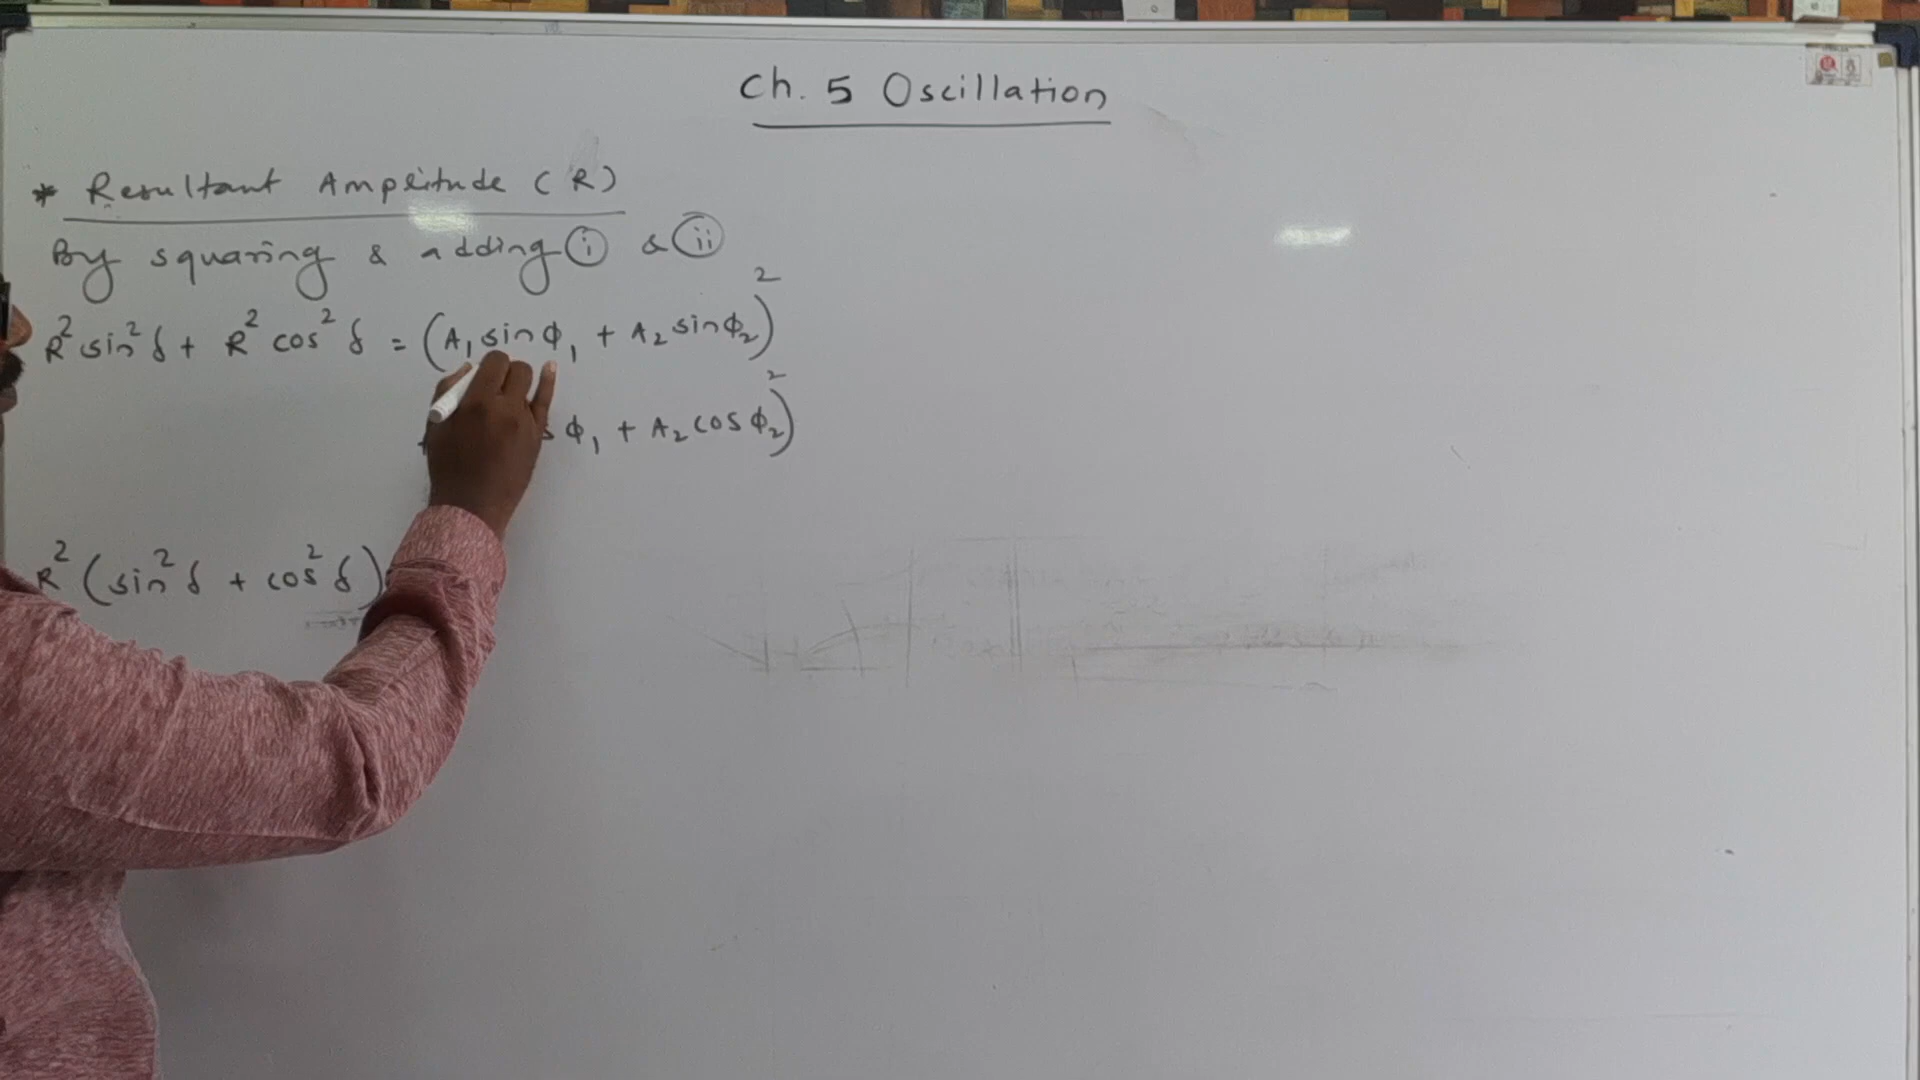 Ch. 5 Oscillation
* Resultant Amplitude (R)
By squaring & adding (i) & (ii)
R² sin² δ + R² cos² δ = (A₁ sin ϕ₁ + A₂ sin ϕ₂)²
ϕ₁ + A₂ cos ϕ₂)²
R² (sin² δ + cos² δ)